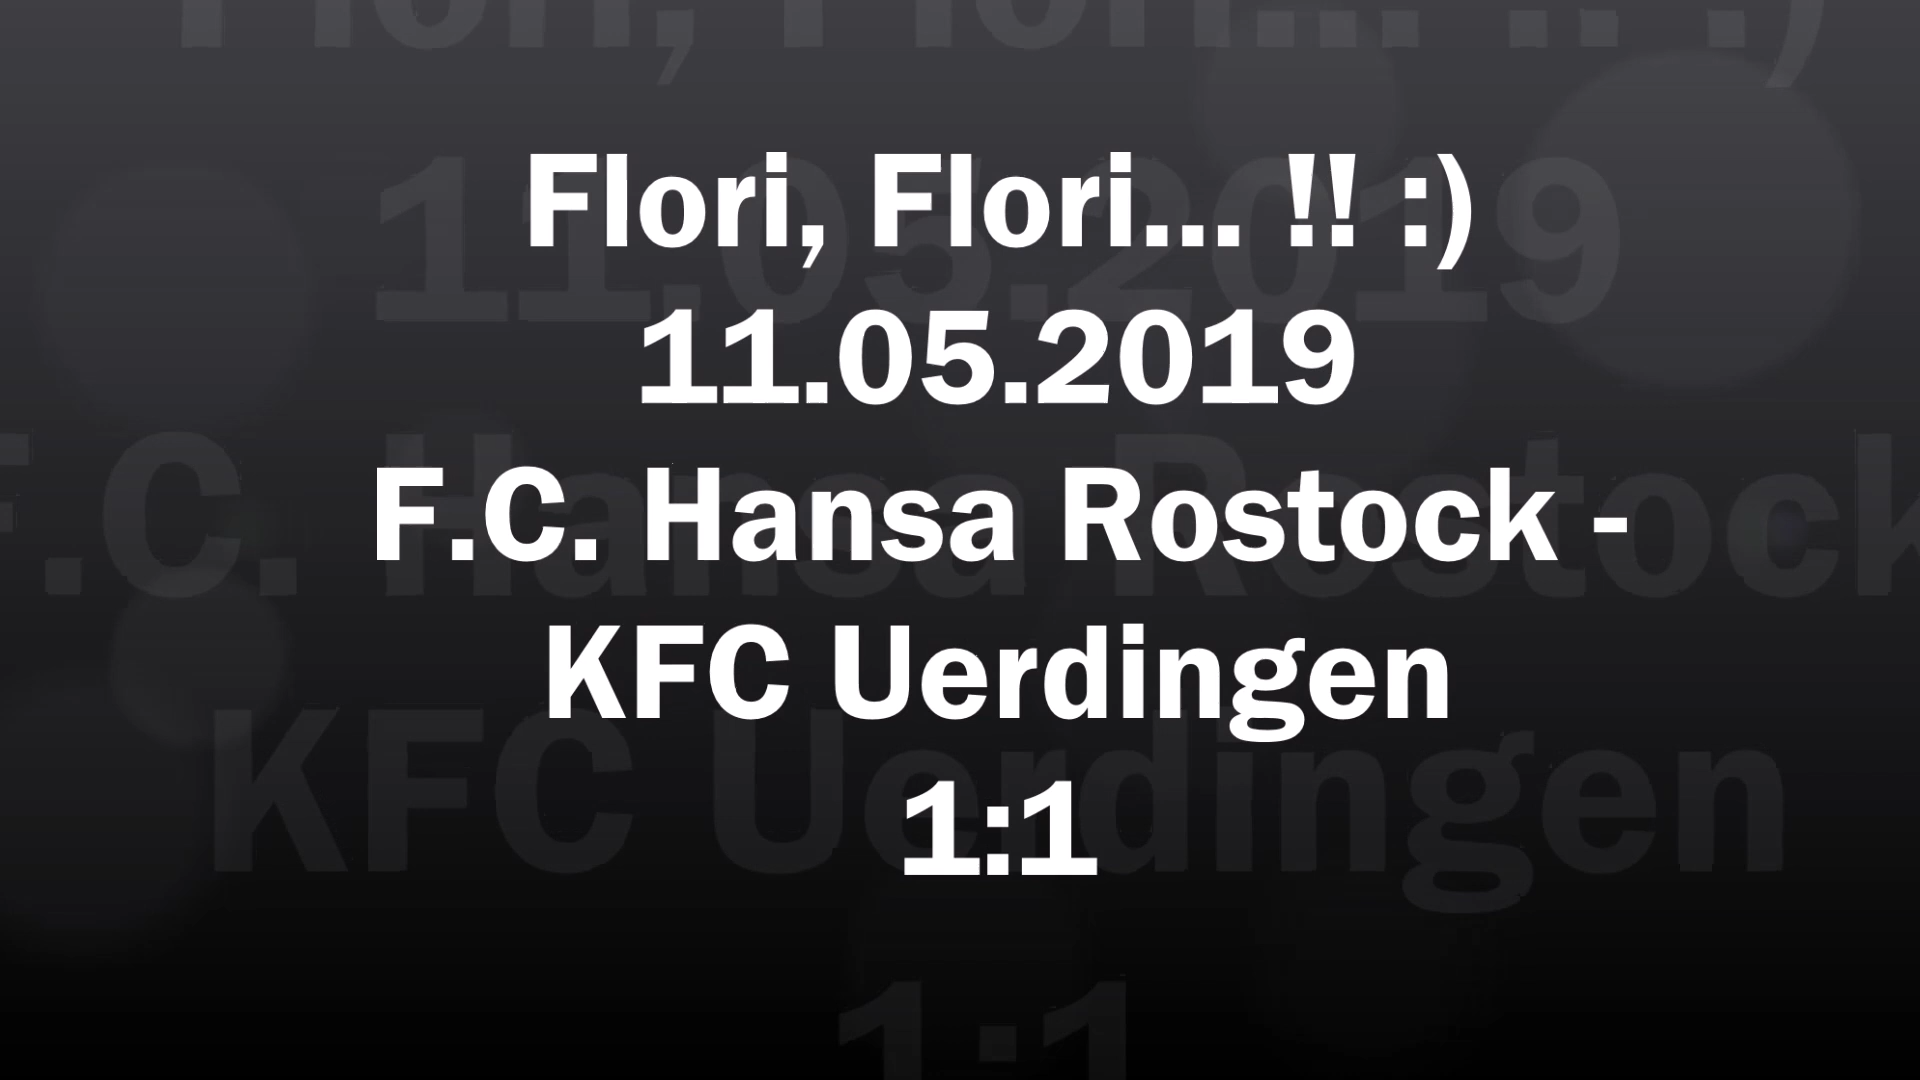 Flori, Flori... !! :)
11.05.2019
F.C. Hansa Rostock -
KFC Uerdingen
1:1